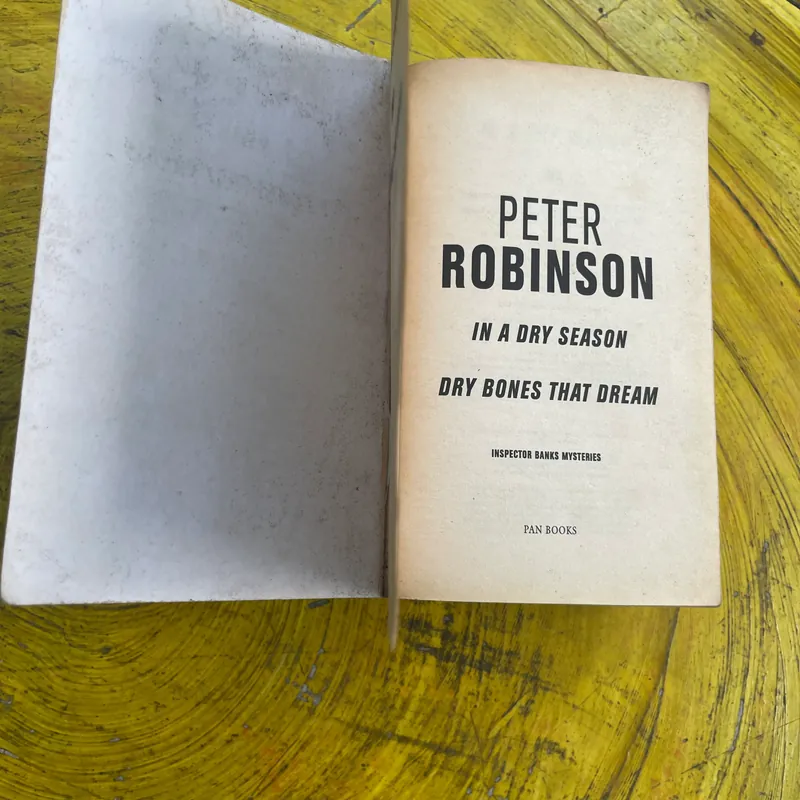 PETER
ROBINSON
IN A DRY SEASON
DRY BONES THAT DREAM
INSPECTOR BANKS MYSTERIES
PAN BOOKS